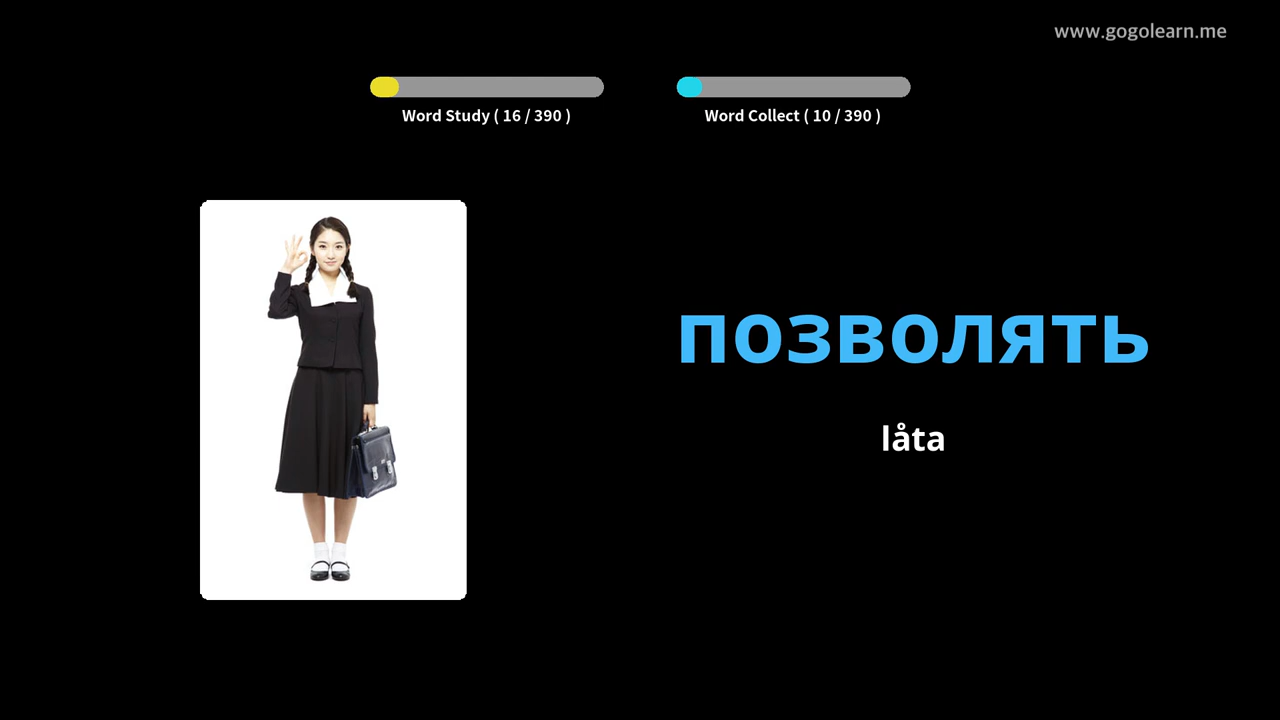 www.gogolearn.me
Word Study ( 16 / 390 )
Word Collect ( 10 / 390 )
позволять
låta